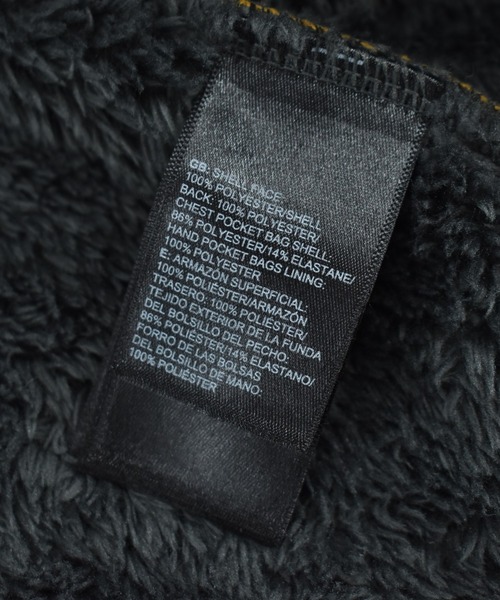 GB: SHELL FACE:
100% POLYESTER/SHELL
BACK: 100% POLYESTER/
CHEST POCKET BAG SHELL:
86% POLYESTER/14% ELASTANE/
HAND POCKET BAGS LINING:
100% POLYESTER
E: ARMAZÓN SUPERFICIAL:
100% POLIÉSTER/ARMAZÓN
TRASERO: 100% POLIÉSTER/
TEJIDO EXTERIOR DE LA FUNDA
DEL BOLSILLO DEL PECHO:
86% POLIÉSTER/14% ELASTANO/
FORRO DE LAS BOLSAS
DEL BOLSILLO DE MANO:
100% POLIÉSTER